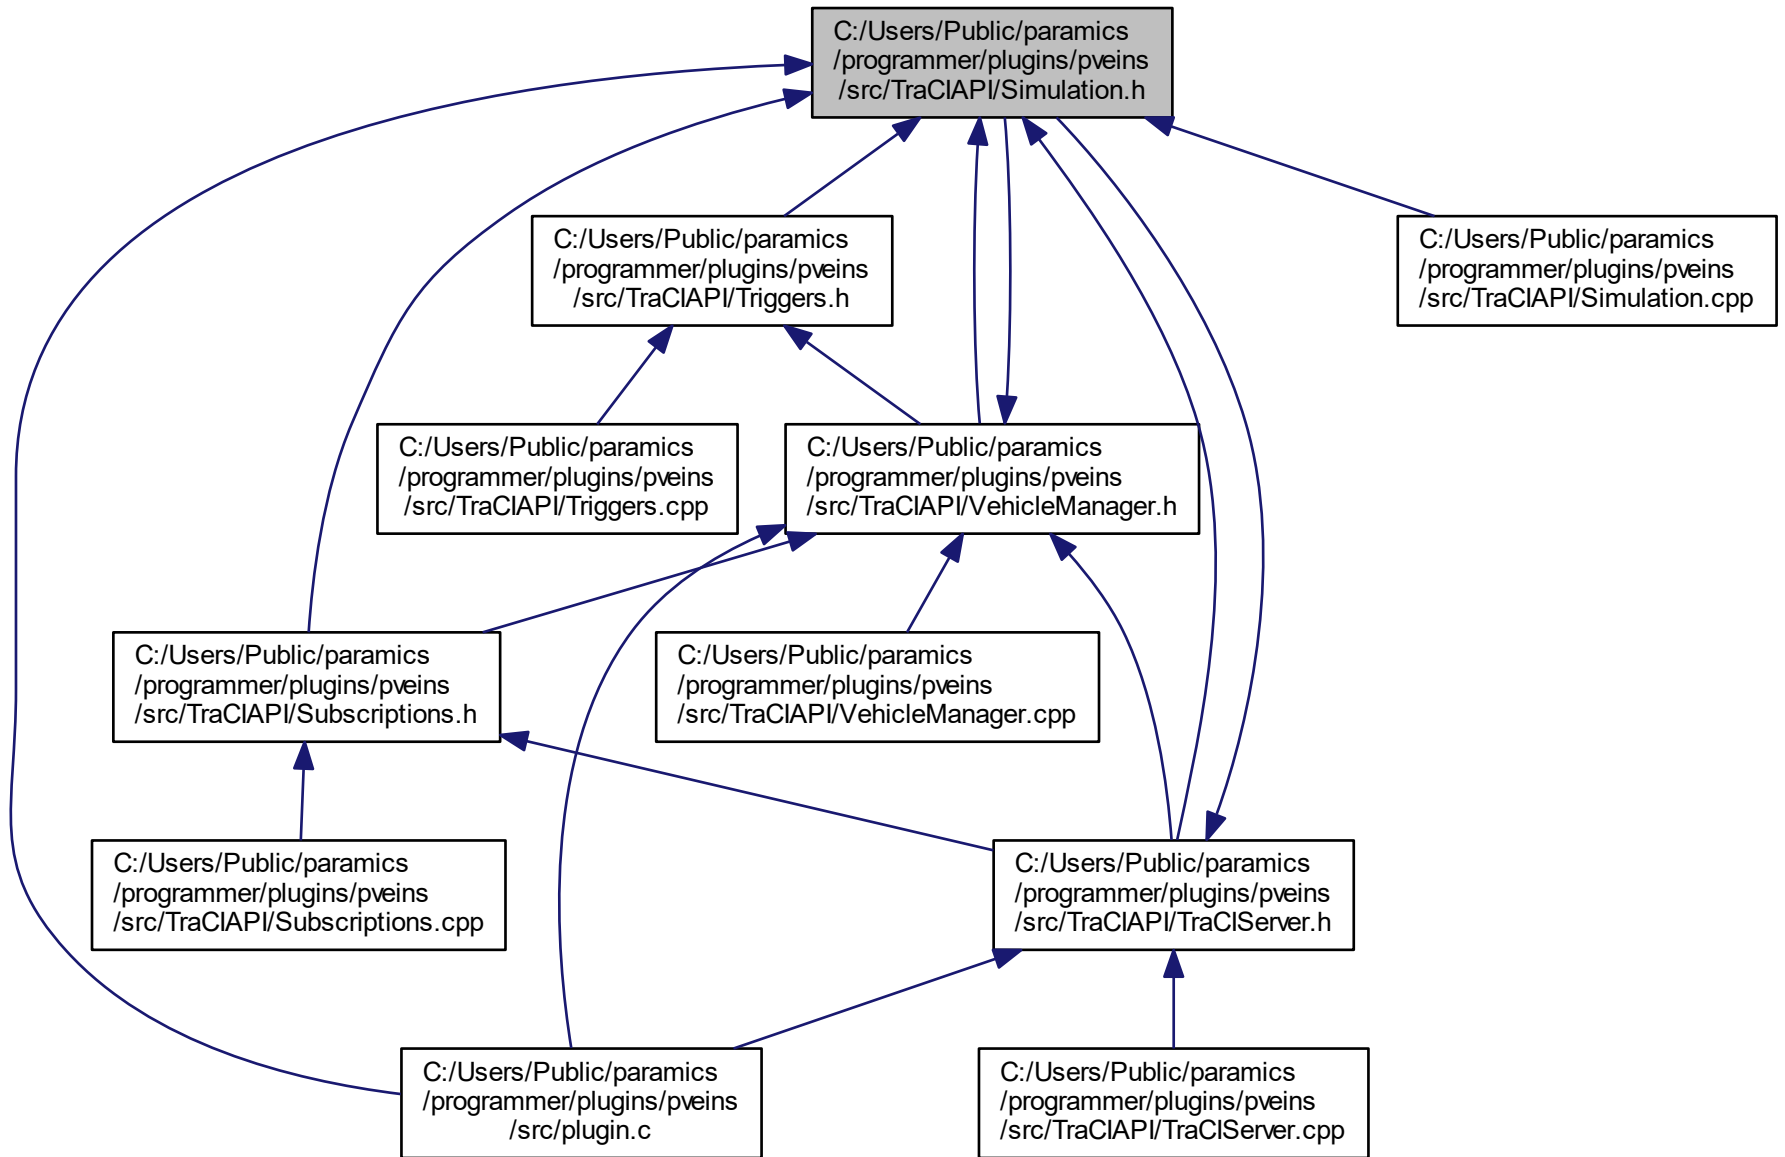 C:/Users/Public/paramics
/programmer/plugins/pveins
/src/TraCIAPI/Simulation.h
C:/Users/Public/paramics
/programmer/plugins/pveins
/src/TraCIAPI/Triggers.h
C:/Users/Public/paramics
/programmer/plugins/pveins
/src/TraCIAPI/Simulation.cpp
C:/Users/Public/paramics
/programmer/plugins/pveins
/src/TraCIAPI/Triggers.cpp
C:/Users/Public/paramics
/programmer/plugins/pveins
/src/TraCIAPI/VehicleManager.h
C:/Users/Public/paramics
/programmer/plugins/pveins
/src/TraCIAPI/Subscriptions.h
C:/Users/Public/paramics
/programmer/plugins/pveins
/src/TraCIAPI/VehicleManager.cpp
C:/Users/Public/paramics
/programmer/plugins/pveins
/src/TraCIAPI/Subscriptions.cpp
C:/Users/Public/paramics
/programmer/plugins/pveins
/src/TraCIAPI/TraCIServer.h
C:/Users/Public/paramics
/programmer/plugins/pveins
/src/plugin.c
C:/Users/Public/paramics
/programmer/plugins/pveins
/src/TraCIAPI/TraCIServer.cpp